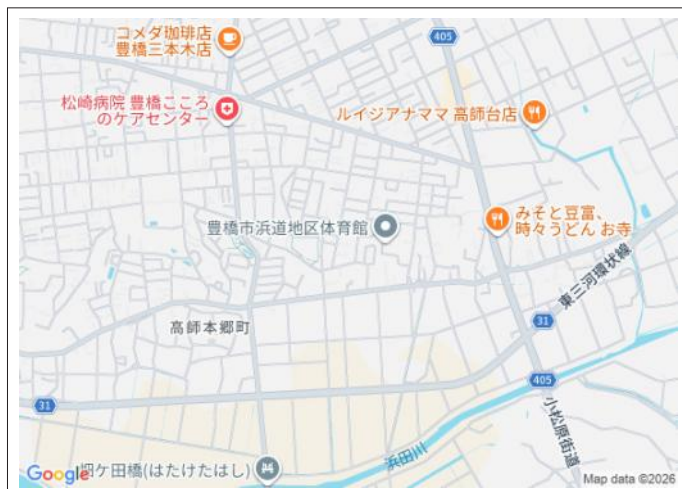 コメダ珈琲店
豊橋三本木店
405
松崎病院 豊橋こころ
のケアセンター
ルイジアナママ 高師台店
みそと豆富、
時々うどん お寺
豊橋市浜道地区体育館
東三河環状線
31
高師本郷町
405
31
小松原街道
浜田川
畑ケ田橋(はたけたはし)
Google
Map data ©2026